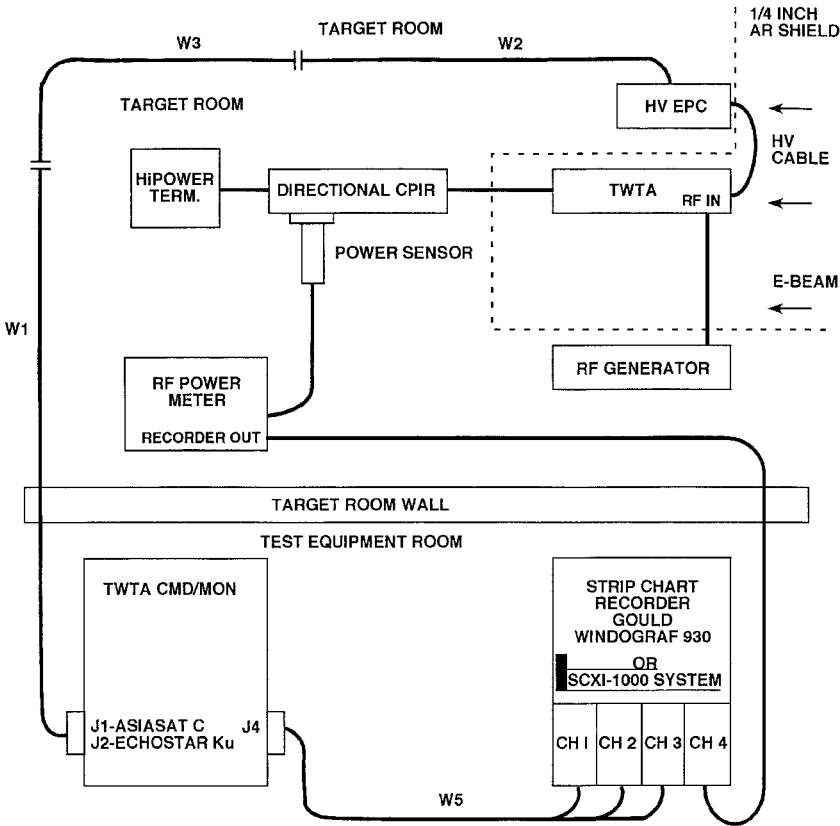 TARGET ROOM
1/4 INCH
AR SHIELD
W3
W2
TARGET ROOM
HV EPC
HV
CABLE
HiPOWER
TERM.
DIRECTIONAL CPIR
TWTA
RF IN
POWER SENSOR
E-BEAM
W1
RF POWER
METER
RECORDER OUT
RF GENERATOR
TARGET ROOM WALL
TEST EQUIPMENT ROOM
TWTA CMD/MON
J1-ASIASAT C
J2-ECHOSTAR Ku
J4
STRIP CHART
RECORDER
GOULD
WINDOGRAF 930
OR
SCXI-1000 SYSTEM
CH I
CH 2
CH 3
CH 4
W5